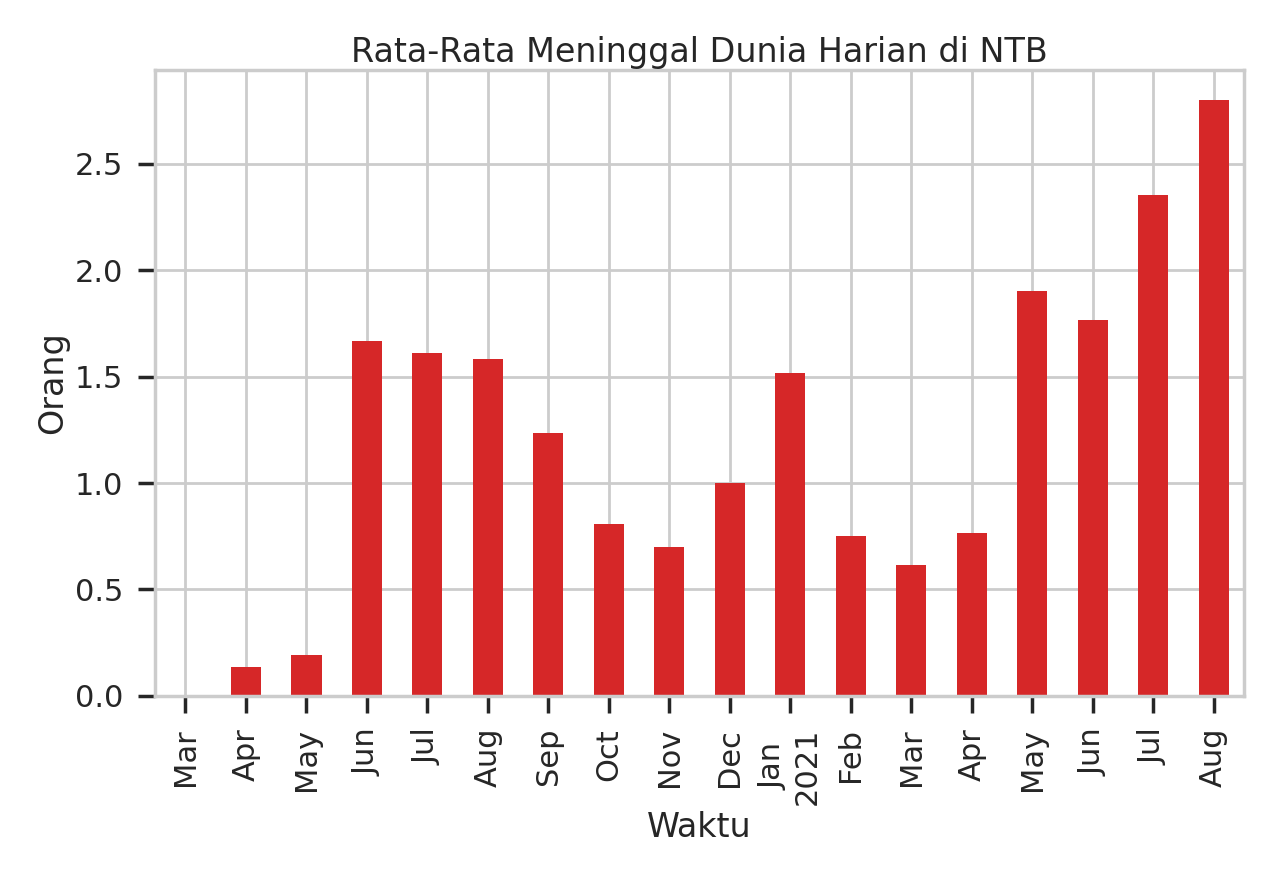 Rata-Rata Meninggal Dunia Harian di NTB
Orang
2.5
2.0
1.5
1.0
0.5
0.0
Mar
Apr
May
Jun
Jul
Aug
Sep
Oct
Nov
Dec
Jan
2021
Feb
Mar
Apr
May
Jun
Jul
Aug
Waktu